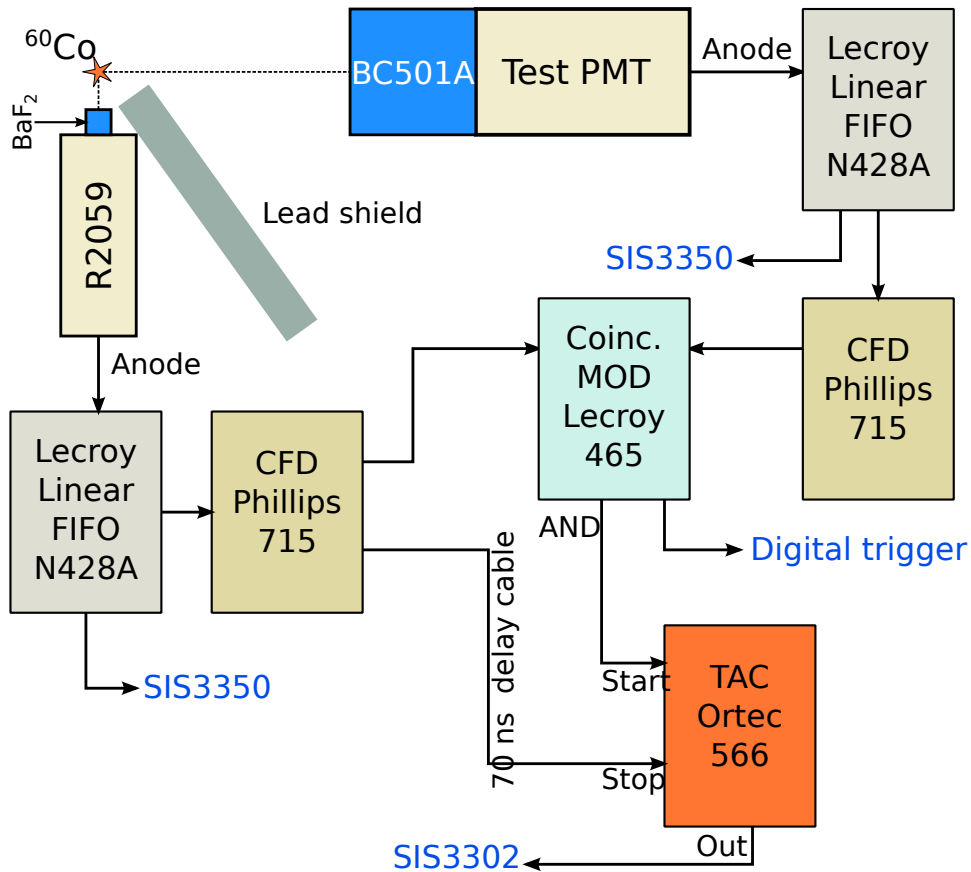 ⁶⁰Co
BaF₂
BC501A
Test PMT
Anode
Lecroy
Linear
FIFO
N428A
R2059
Lead shield
SIS3350
Anode
Coinc.
MOD
Lecroy
465
CFD
Phillips
715
Lecroy
Linear
FIFO
N428A
CFD
Phillips
715
AND
Digital trigger
70 ns delay cable
SIS3350
Start
Stop
TAC
Ortec
566
Out
SIS3302